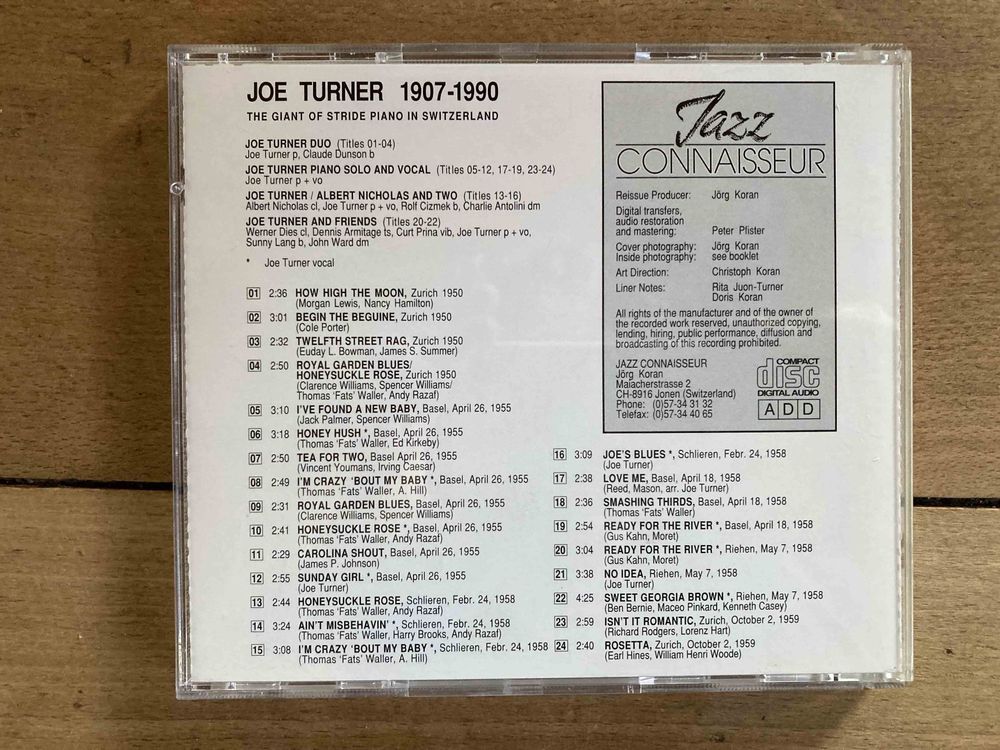 JOE TURNER 1907-1990
THE GIANT OF STRIDE PIANO IN SWITZERLAND
JOE TURNER DUO (Titles 01-04)
Joe Turner p, Claude Dunson b
JOE TURNER PIANO SOLO AND VOCAL (Titles 05-12, 17-19, 23-24)
Joe Turner p + vo
JOE TURNER / ALBERT NICHOLAS AND TWO (Titles 13-16)
Albert Nicholas cl, Joe Turner p + vo, Rolf Cizmek b, Charlie Antolini dm
JOE TURNER AND FRIENDS (Titles 20-22)
Werner Dies cl, Dennis Armitage ts, Curt Prina vib, Joe Turner p + vo,
Sunny Lang b, John Ward dm
* Joe Turner vocal
01 2:36 HOW HIGH THE MOON, Zurich 1950
(Morgan Lewis, Nancy Hamilton)
02 3:01 BEGIN THE BEGUINE, Zurich 1950
(Cole Porter)
03 2:32 TWELFTH STREET RAG, Zurich 1950
(Euday L. Bowman, James S. Summer)
04 2:50 ROYAL GARDEN BLUES/
HONEYSUCKLE ROSE, Zurich 1950
(Clarence Williams, Spencer Williams/
Thomas 'Fats' Waller, Andy Razaf)
05 3:10 I'VE FOUND A NEW BABY, Basel, April 26, 1955
(Jack Palmer, Spencer Williams)
06 3:18 HONEY HUSH *, Basel, April 26, 1955
(Thomas 'Fats' Waller, Ed Kirkeby)
07 2:50 TEA FOR TWO, Basel April 26, 1955
(Vincent Youmans, Irving Caesar)
08 2:49 I'M CRAZY 'BOUT MY BABY *, Basel, April 26, 1955
(Thomas 'Fats' Waller, A. Hill)
09 2:31 ROYAL GARDEN BLUES, Basel, April 26, 1955
(Clarence Williams, Spencer Williams)
10 2:41 HONEYSUCKLE ROSE *, Basel, April 26, 1955
(Thomas 'Fats' Waller, Andy Razaf)
11 2:29 CAROLINA SHOUT, Basel, April 26, 1955
(James P. Johnson)
12 2:55 SUNDAY GIRL *, Basel, April 26, 1955
(Joe Turner)
13 2:44 HONEYSUCKLE ROSE, Schlieren, Febr. 24, 1958
(Thomas 'Fats' Waller, Andy Razaf)
14 3:24 AIN'T MISBEHAVIN' *, Schlieren, Febr. 24, 1958
(Thomas 'Fats' Waller, Harry Brooks, Andy Razaf)
15 3:08 I'M CRAZY 'BOUT MY BABY *, Schlieren, Febr. 24, 1958
(Thomas 'Fats' Waller, A. Hill)
Jazz
CONNAISSEUR
Reissue Producer: Jörg Koran
Digital transfers,
audio restoration
and mastering: Peter Pfister
Cover photography: Jörg Koran
Inside photography: see booklet
Art Direction: Christoph Koran
Liner Notes: Rita Juon-Turner
Doris Koran
All rights of the manufacturer and of the owner of
the recorded work reserved, unauthorized copying,
lending, hiring, public performance, diffusion and
broadcasting of this recording prohibited.
JAZZ CONNAISSEUR
Jörg Koran
Maiacherstrasse 2
CH-8916 Jonen (Switzerland)
Phone: (0)57-34 31 32
Telefax: (0)57-34 40 65
COMPACT
disc
DIGITAL AUDIO
ADD
16 3:09 JOE'S BLUES *, Schlieren, Febr. 24, 1958
(Joe Turner)
17 2:38 LOVE ME, Basel, April 18, 1958
(Reed, Mason, arr. Joe Turner)
18 2:36 SMASHING THIRDS, Basel, April 18, 1958
(Thomas 'Fats' Waller)
19 2:54 READY FOR THE RIVER *, Basel, April 18, 1958
(Gus Kahn, Moret)
20 3:04 READY FOR THE RIVER *, Riehen, May 7, 1958
(Gus Kahn, Moret)
21 3:38 NO IDEA, Riehen, May 7, 1958
(Joe Turner)
22 4:25 SWEET GEORGIA BROWN *, Riehen, May 7, 1958
(Ben Bernie, Maceo Pinkard, Kenneth Casey)
23 2:59 ISN'T IT ROMANTIC, Zurich, October 2, 1959
(Richard Rodgers, Lorenz Hart)
24 2:40 ROSETTA, Zurich, October 2, 1959
(Earl Hines, William Henri Woode)